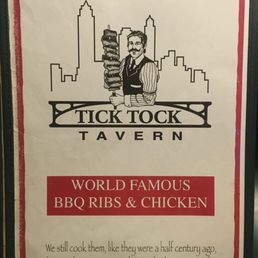 TICK TOCK
TAVERN
WORLD FAMOUS
BBQ RIBS & CHICKEN
We still cook them, like they were a half century ago,